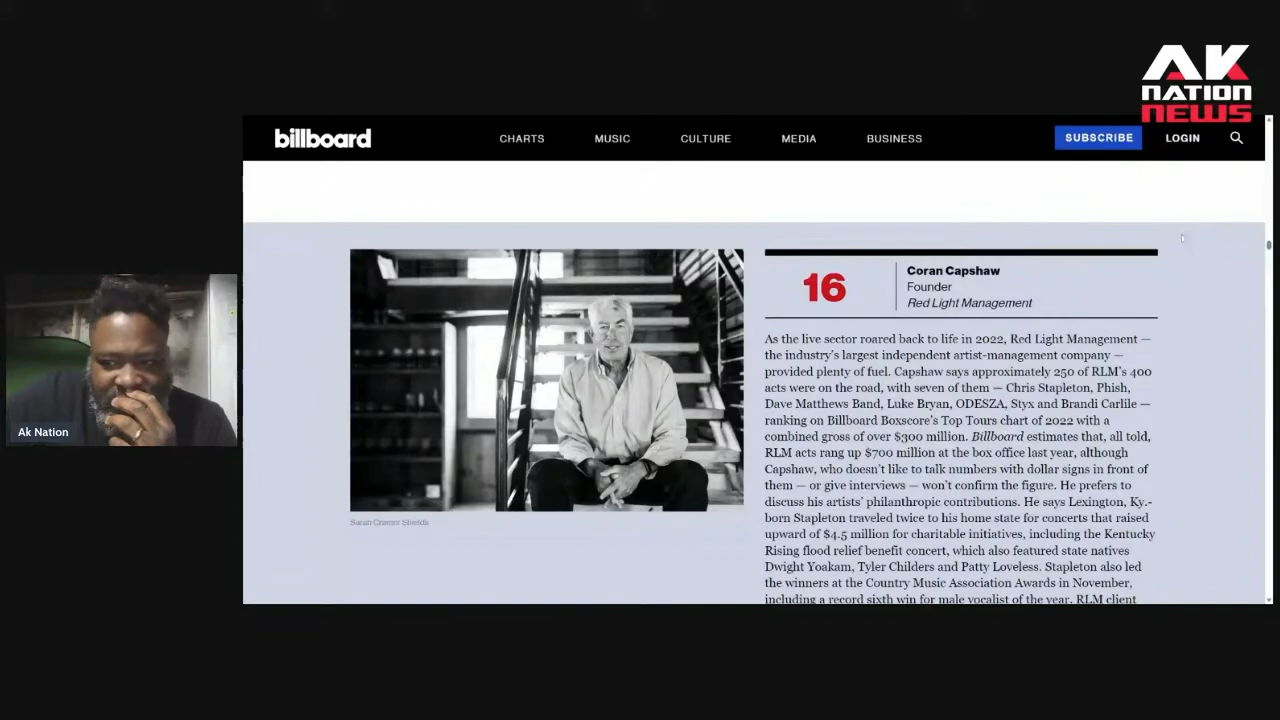 AK
NATION
NEWS
billboard
CHARTS
MUSIC
CULTURE
MEDIA
BUSINESS
SUBSCRIBE
LOGIN
16
Coran Capshaw
Founder
Red Light Management
As the live sector roared back to life in 2022, Red Light Management —
the industry's largest independent artist-management company —
provided plenty of fuel. Capshaw says approximately 250 of RLM's 400
acts were on the road, with seven of them — Chris Stapleton, Phish,
Dave Matthews Band, Luke Bryan, ODESZA, Styx and Brandi Carlile —
ranking on Billboard Boxscore's Top Tours chart of 2022 with a
combined gross of over $300 million. Billboard estimates that, all told,
RLM acts rang up $700 million at the box office last year, although
Capshaw, who doesn't like to talk numbers with dollar signs in front of
them — or give interviews — won't confirm the figure. He prefers to
discuss his artists' philanthropic contributions. He says Lexington, Ky.-
born Stapleton traveled twice to his home state for concerts that raised
upward of $4.5 million for charitable initiatives, including the Kentucky
Rising flood relief benefit concert, which also featured state natives
Dwight Yoakam, Tyler Childers and Patty Loveless. Stapleton also led
the winners at the Country Music Association Awards in November,
including a record sixth win for male vocalist of the year. RLM client
Sarah Cramer Shields
Ak Nation